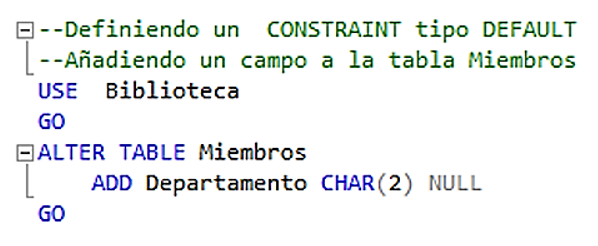 --Definiendo un  CONSTRAINT tipo DEFAULT
--Añadiendo un campo a la tabla Miembros
USE  Biblioteca
GO
ALTER TABLE Miembros
    ADD Departamento CHAR(2) NULL
GO